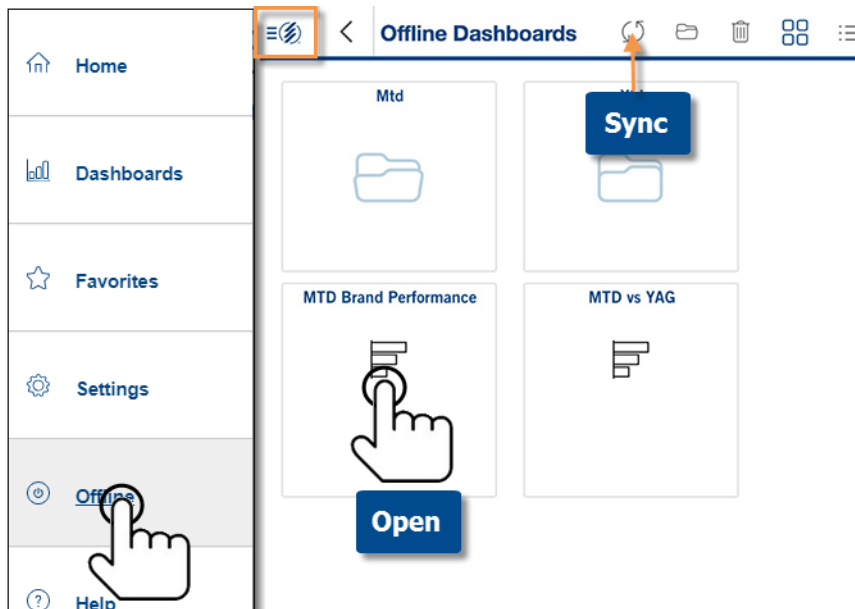 Home
Dashboards
Favorites
Settings
Offline
Help
Offline Dashboards
Sync
Mtd
MTD Brand Performance
MTD vs YAG
Open